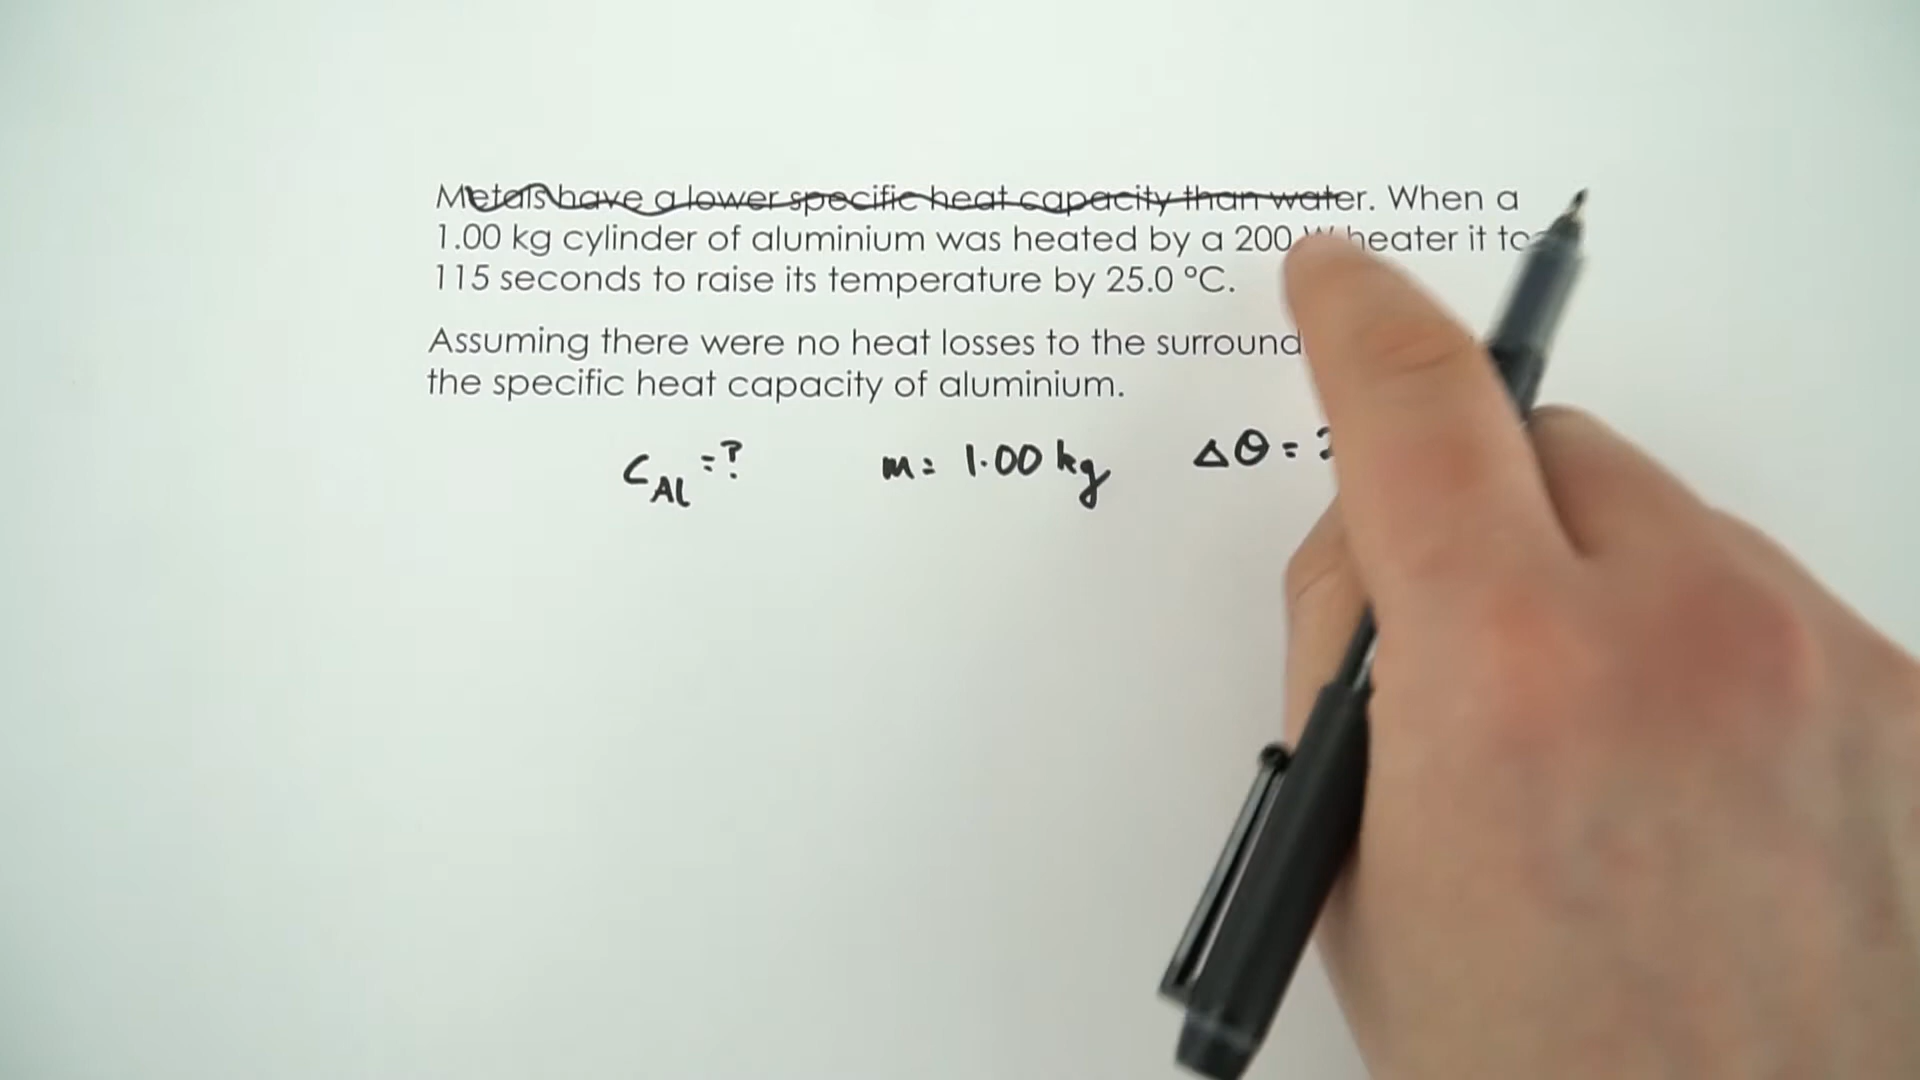 Metals have a lower specific heat capacity than water. When a
1.00 kg cylinder of aluminium was heated by a 200 W heater it
115 seconds to raise its temperature by 25.0 °C.
Assuming there were no heat losses to the
the specific heat capacity of aluminium.
C_Al =? m = 1.00 kg Δθ =